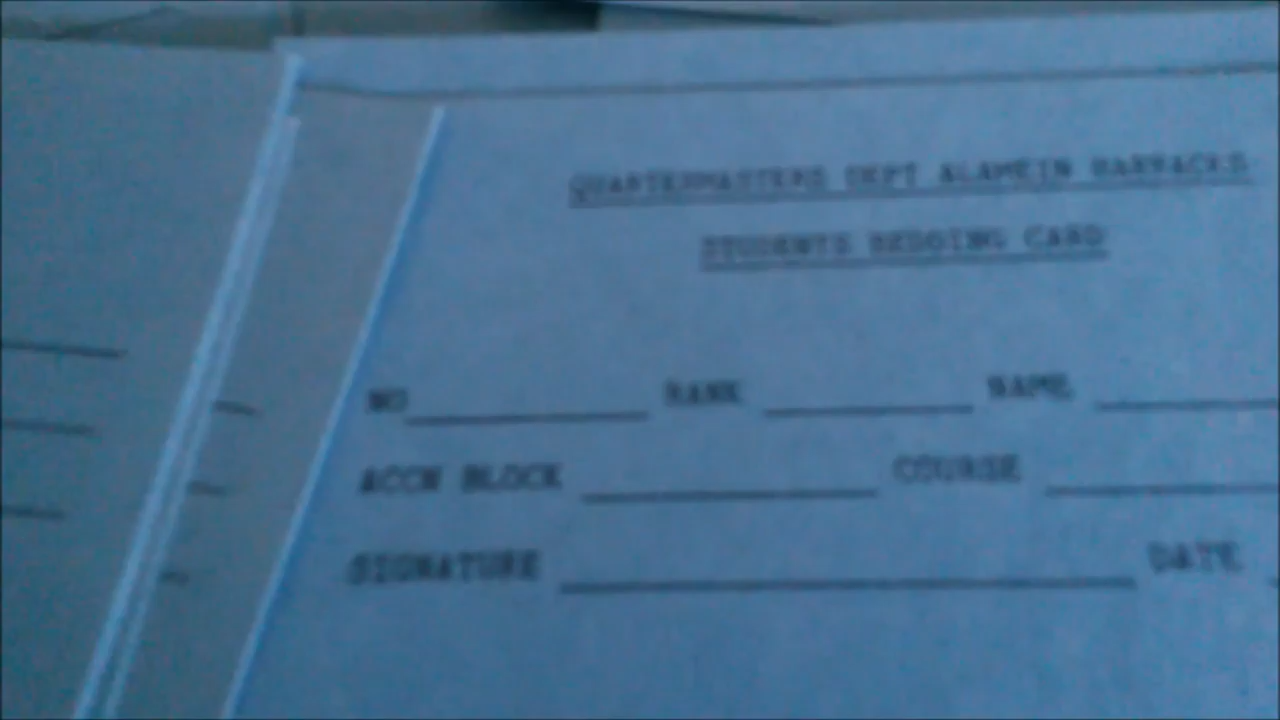 QUARTERMASTERS DEPT ALAMEIN BARRACKS
STUDENTS BEDDING CARD
NO RANK NAME
ACCN BLOCK COURSE
SIGNATURE DATE